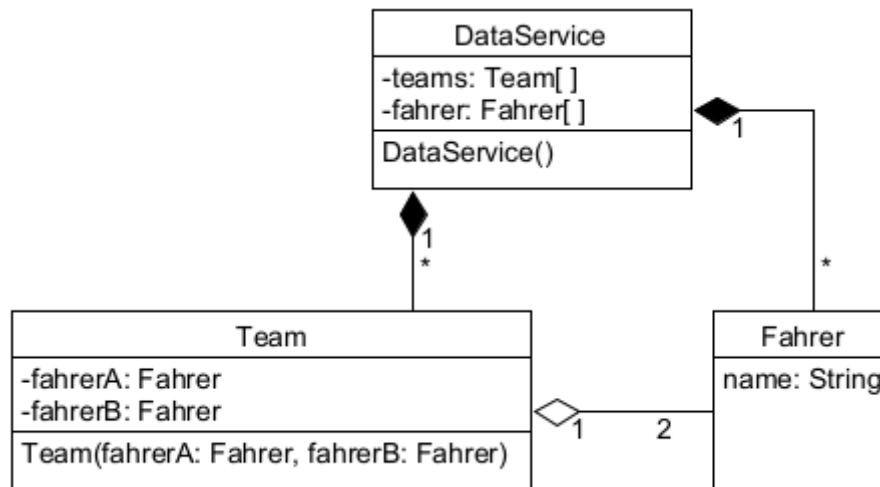 DataService
-teams: Team[ ]
-fahrer: Fahrer[ ]
DataService()
1
1
*
*
Team
-fahrerA: Fahrer
-fahrerB: Fahrer
Team(fahrerA: Fahrer, fahrerB: Fahrer)
1
2
Fahrer
name: String